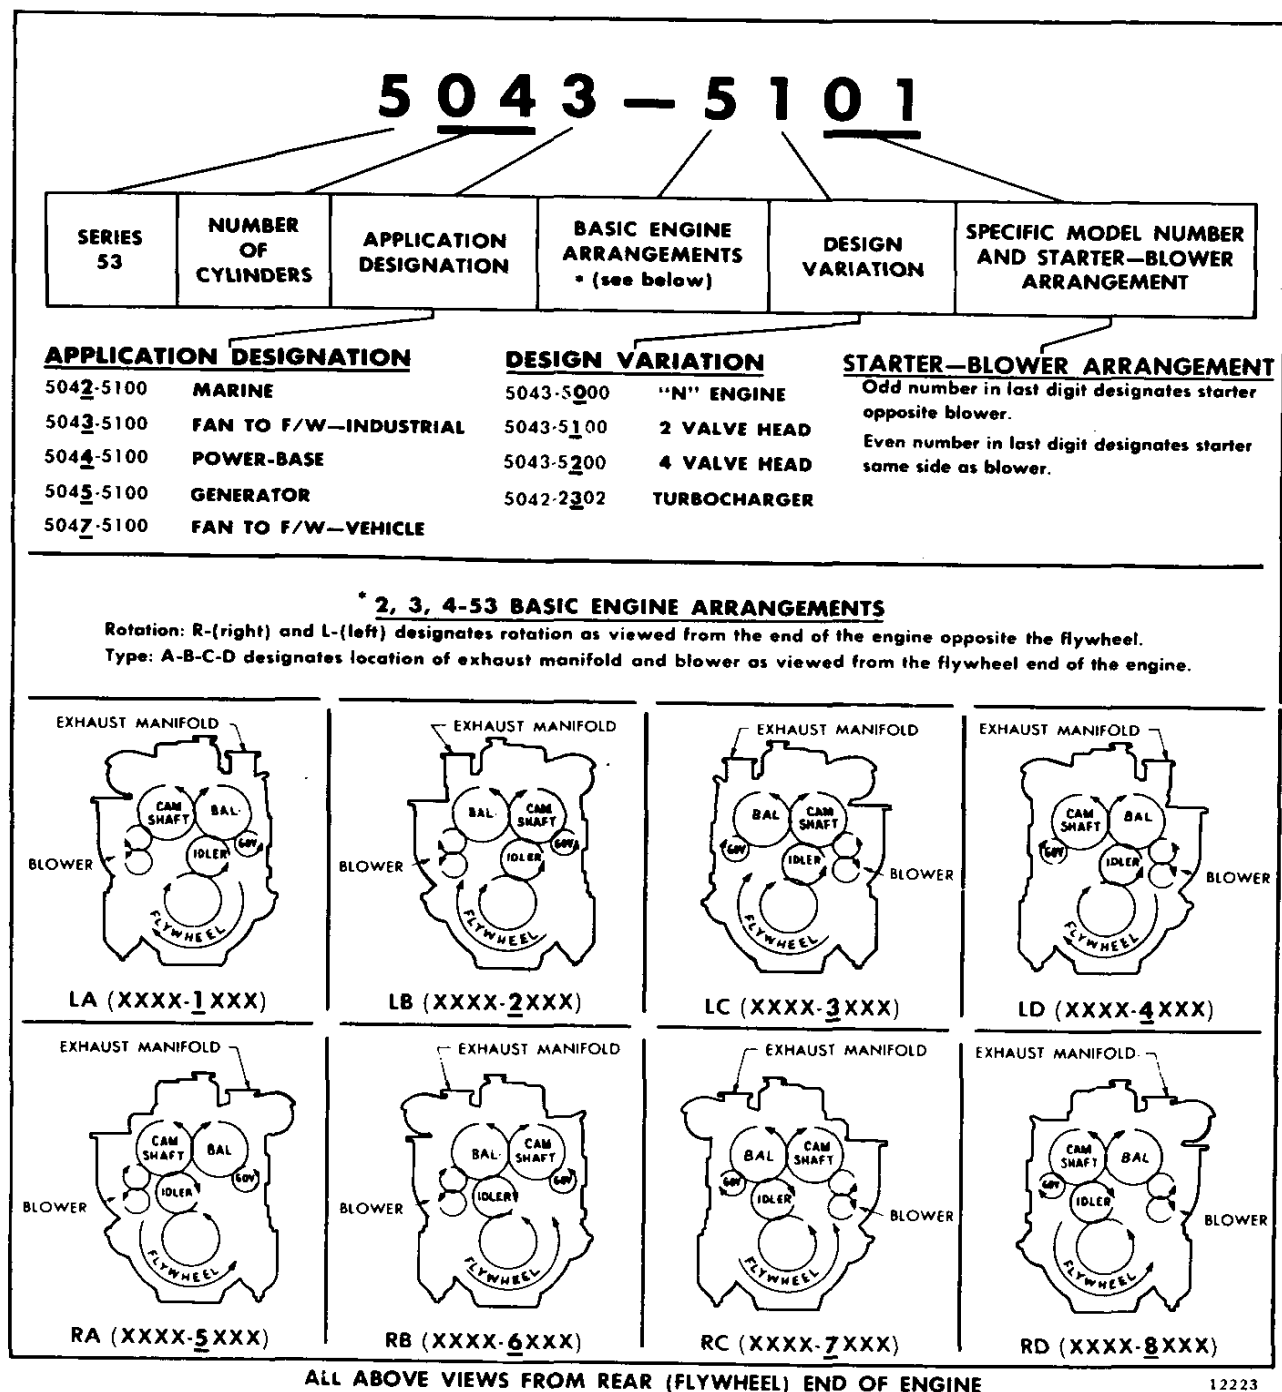 5043–5101
SERIES
53
NUMBER
OF
CYLINDERS
APPLICATION
DESIGNATION
BASIC ENGINE
ARRANGEMENTS
* (see below)
DESIGN
VARIATION
SPECIFIC MODEL NUMBER
AND STARTER–BLOWER
ARRANGEMENT
APPLICATION DESIGNATION
5042-5100 MARINE
5043-5100 FAN TO F/W—INDUSTRIAL
5044-5100 POWER-BASE
5045-5100 GENERATOR
5047-5100 FAN TO F/W—VEHICLE
DESIGN VARIATION
5043-5000 "N" ENGINE
5043-5100 2 VALVE HEAD
5043-5200 4 VALVE HEAD
5042-2302 TURBOCHARGER
STARTER—BLOWER ARRANGEMENT
Odd number in last digit designates starter
opposite blower.
Even number in last digit designates starter
same side as blower.
* 2, 3, 4-53 BASIC ENGINE ARRANGEMENTS
Rotation: R-(right) and L-(left) designates rotation as viewed from the end of the engine opposite the flywheel.
Type: A-B-C-D designates location of exhaust manifold and blower as viewed from the flywheel end of the engine.
EXHAUST MANIFOLD
CAM
SHAFT
BAL.
GOV
IDLER
BLOWER
FLYWHEEL
LA (XXXX-1XXX)
EXHAUST MANIFOLD
BAL.
CAM
SHAFT
GOV
IDLER
BLOWER
FLYWHEEL
LB (XXXX-2XXX)
EXHAUST MANIFOLD
BAL
CAM
SHAFT
GOV
IDLER
BLOWER
FLYWHEEL
LC (XXXX-3XXX)
EXHAUST MANIFOLD
CAM
SHAFT
BAL
GOV
IDLER
BLOWER
FLYWHEEL
LD (XXXX-4XXX)
EXHAUST MANIFOLD
CAM
SHAFT
BAL
GOV
IDLER
BLOWER
FLYWHEEL
RA (XXXX-5XXX)
EXHAUST MANIFOLD
BAL.
CAM
SHAFT
GOV
IDLER
BLOWER
FLYWHEEL
RB (XXXX-6XXX)
EXHAUST MANIFOLD
BAL
CAM
SHAFT
GOV
IDLER
BLOWER
FLYWHEEL
RC (XXXX-7XXX)
EXHAUST MANIFOLD
CAM
SHAFT
BAL
GOV
IDLER
BLOWER
FLYWHEEL
RD (XXXX-8XXX)
ALL ABOVE VIEWS FROM REAR (FLYWHEEL) END OF ENGINE
12223